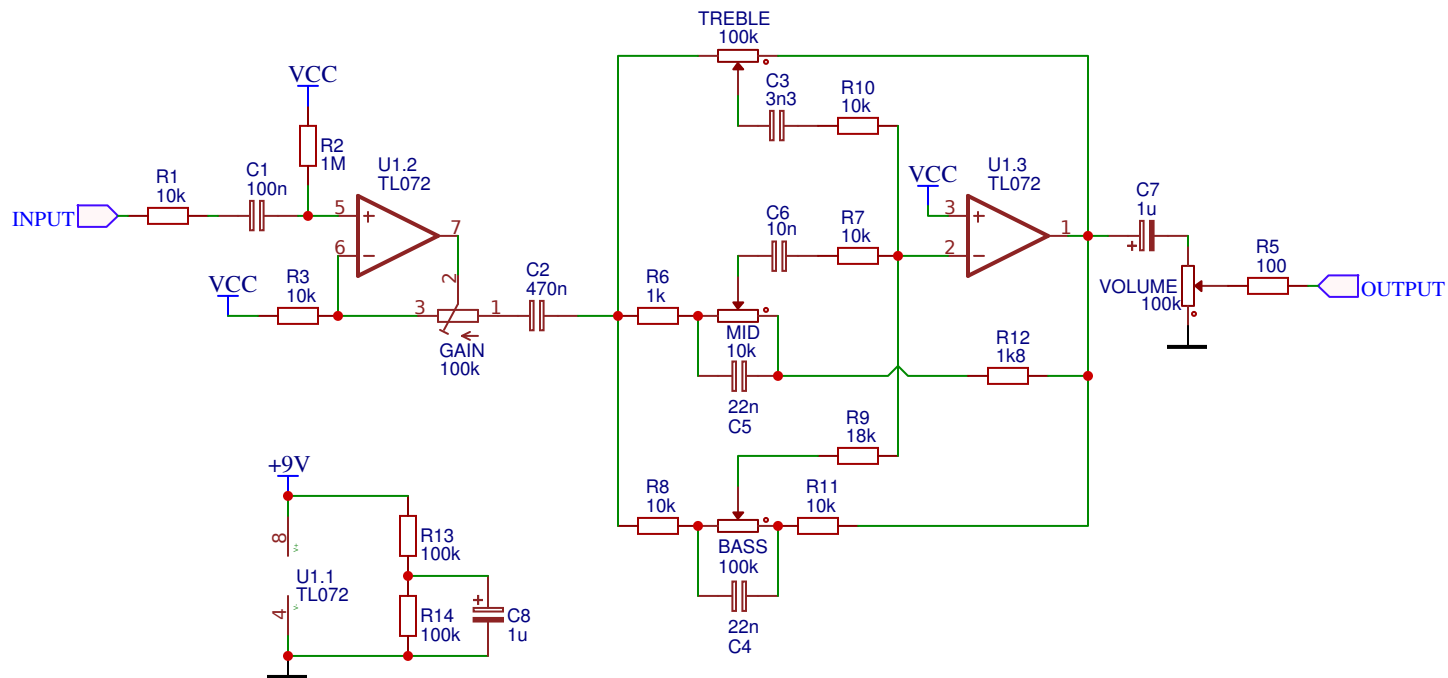 TREBLE
100k
C3
3n3
R10
10k
VCC
R2
1M
R1
10k
C1
100n
U1.2
TL072
INPUT
5
6
7
VCC
R3
10k
3
2
1
GAIN
100k
C2
470n
R6
1k
C6
10n
R7
10k
MID
10k
22n
C5
VCC
U1.3
TL072
3
2
1
C7
1u
VOLUME
100k
R5
100
OUTPUT
R12
1k8
R9
18k
R8
10k
R11
10k
BASS
100k
22n
C4
+9V
8
V+
U1.1
TL072
4
V-
R13
100k
R14
100k
C8
1u